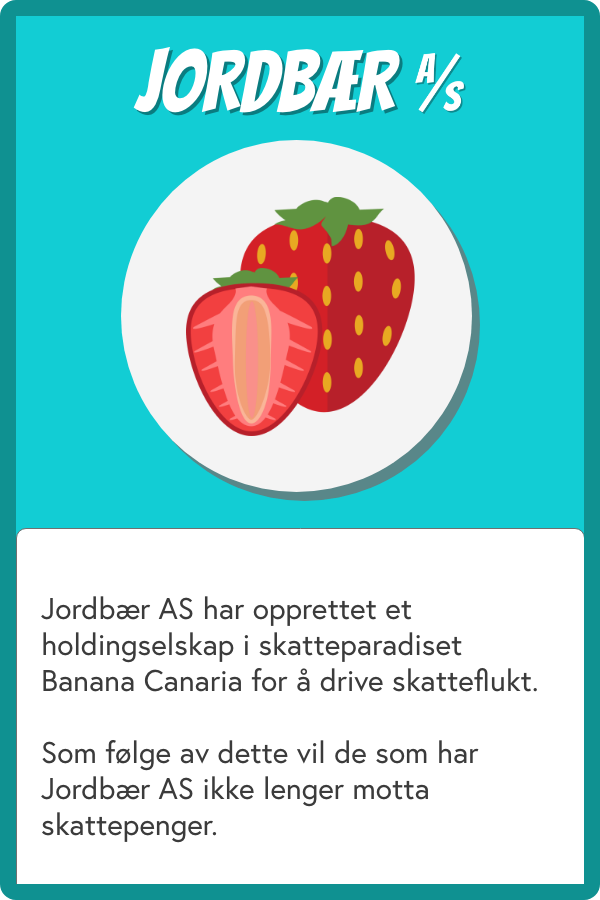 JORDBÆR A/S
Jordbær AS har opprettet et
holdingselskap i skatteparadiset
Banana Canaria for å drive skatteflukt.
Som følge av dette vil de som har
Jordbær AS ikke lenger motta
skattepenger.